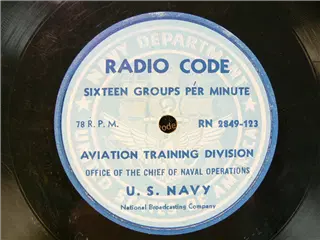 NAVY DEPARTMENT
RADIO CODE
SIXTEEN GROUPS PER MINUTE
78 R. P. M.
RN 2849-123
AVIATION TRAINING DIVISION
OFFICE OF THE CHIEF OF NAVAL OPERATIONS
U. S. NAVY
National Broadcasting Company